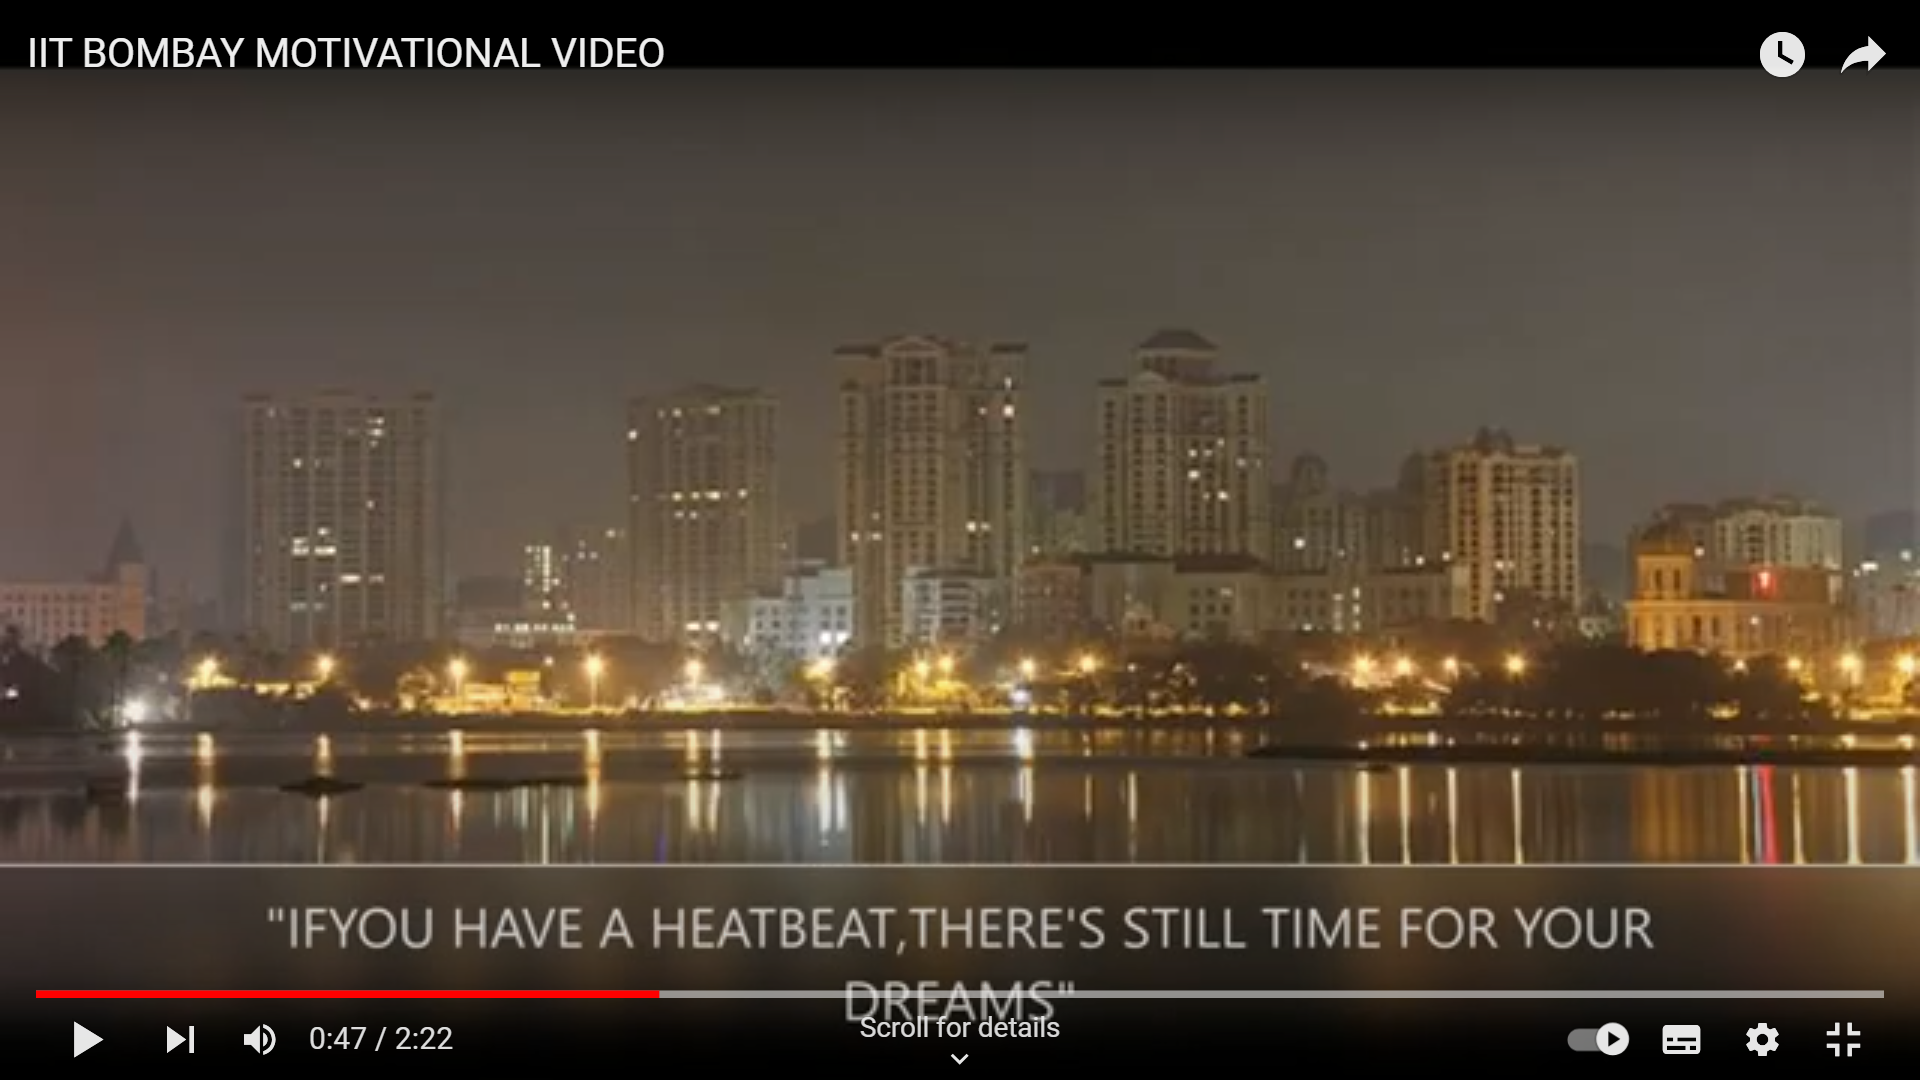 IIT BOMBAY MOTIVATIONAL VIDEO
"IFYOU HAVE A HEATBEAT,THERE'S STILL TIME FOR YOUR
DREAMS"
Scroll for details
0:47 / 2:22